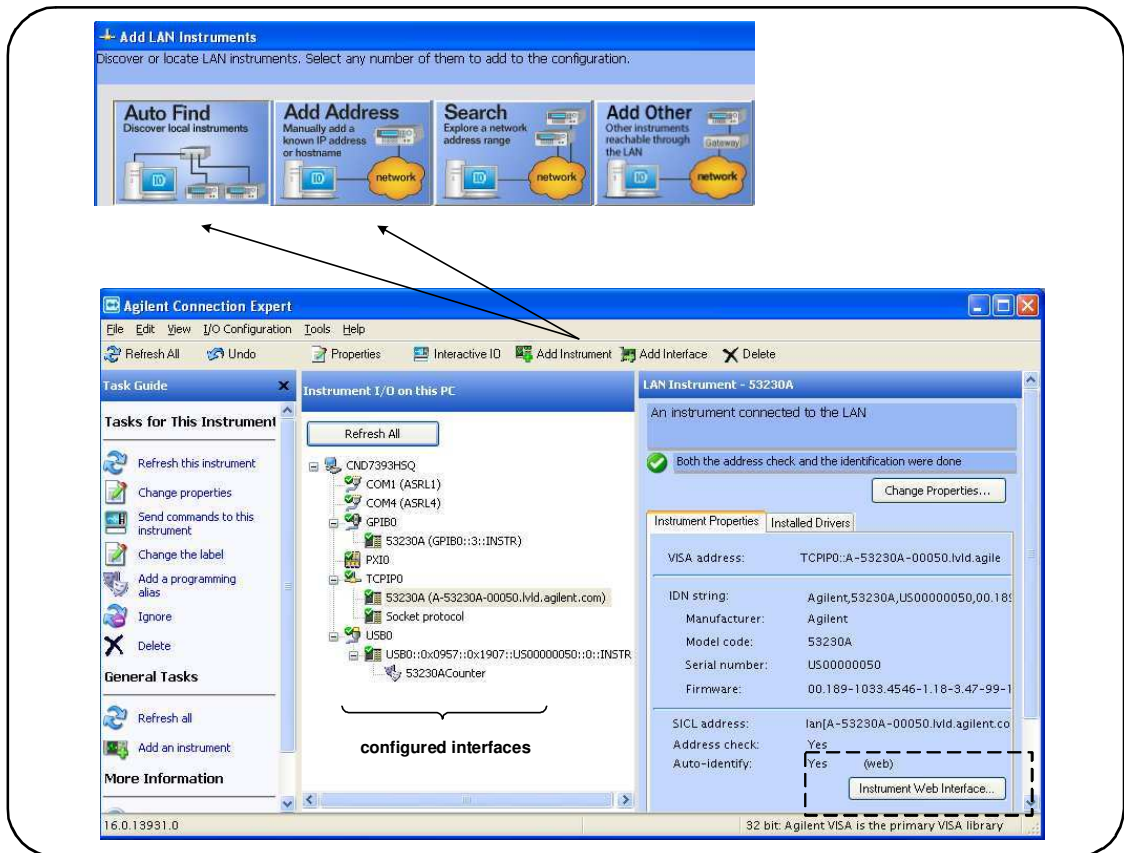 Add LAN Instruments
Discover or locate LAN instruments. Select any number of them to add to the configuration.
Auto Find
Discover local instruments
IO
Add Address
Manually add a
known IP address
or hostname
IO
network
Search
Explore a network
address range
IO
network
Add Other
Other instruments
reachable through
the LAN
Gateway
IO
network
Agilent Connection Expert
File Edit View I/O Configuration Tools Help
Refresh All Undo Properties Interactive IO Add Instrument Add Interface Delete
Task Guide
Tasks for This Instrument
Refresh this instrument
Change properties
Send commands to this
instrument
Change the label
Add a programming
alias
Ignore
Delete
General Tasks
Refresh all
Add an instrument
More Information
Instrument I/O on this PC
Refresh All
CND7393HSQ
COM1 (ASRL1)
COM4 (ASRL4)
GPIB0
53230A (GPIB0::3::INSTR)
PXI0
TCPIP0
53230A (A-53230A-00050.lvld.agilent.com)
Socket protocol
USB0
USB0::0x0957::0x1907::US00000050::0::INSTR
53230ACounter
configured interfaces
LAN Instrument - 53230A
An instrument connected to the LAN
Both the address check and the identification were done
Change Properties...
Instrument Properties Installed Drivers
VISA address: TCPIP0::A-53230A-00050.lvld.agile
IDN string: Agilent,53230A,US00000050,00.189
Manufacturer: Agilent
Model code: 53230A
Serial number: US00000050
Firmware: 00.189-1033.4546-1.18-3.47-99-1
SICL address: lan[A-53230A-00050.lvld.agilent.co
Address check: Yes
Auto-identify: Yes (web)
Instrument Web Interface...
16.0.13931.0
32 bit: Agilent VISA is the primary VISA library